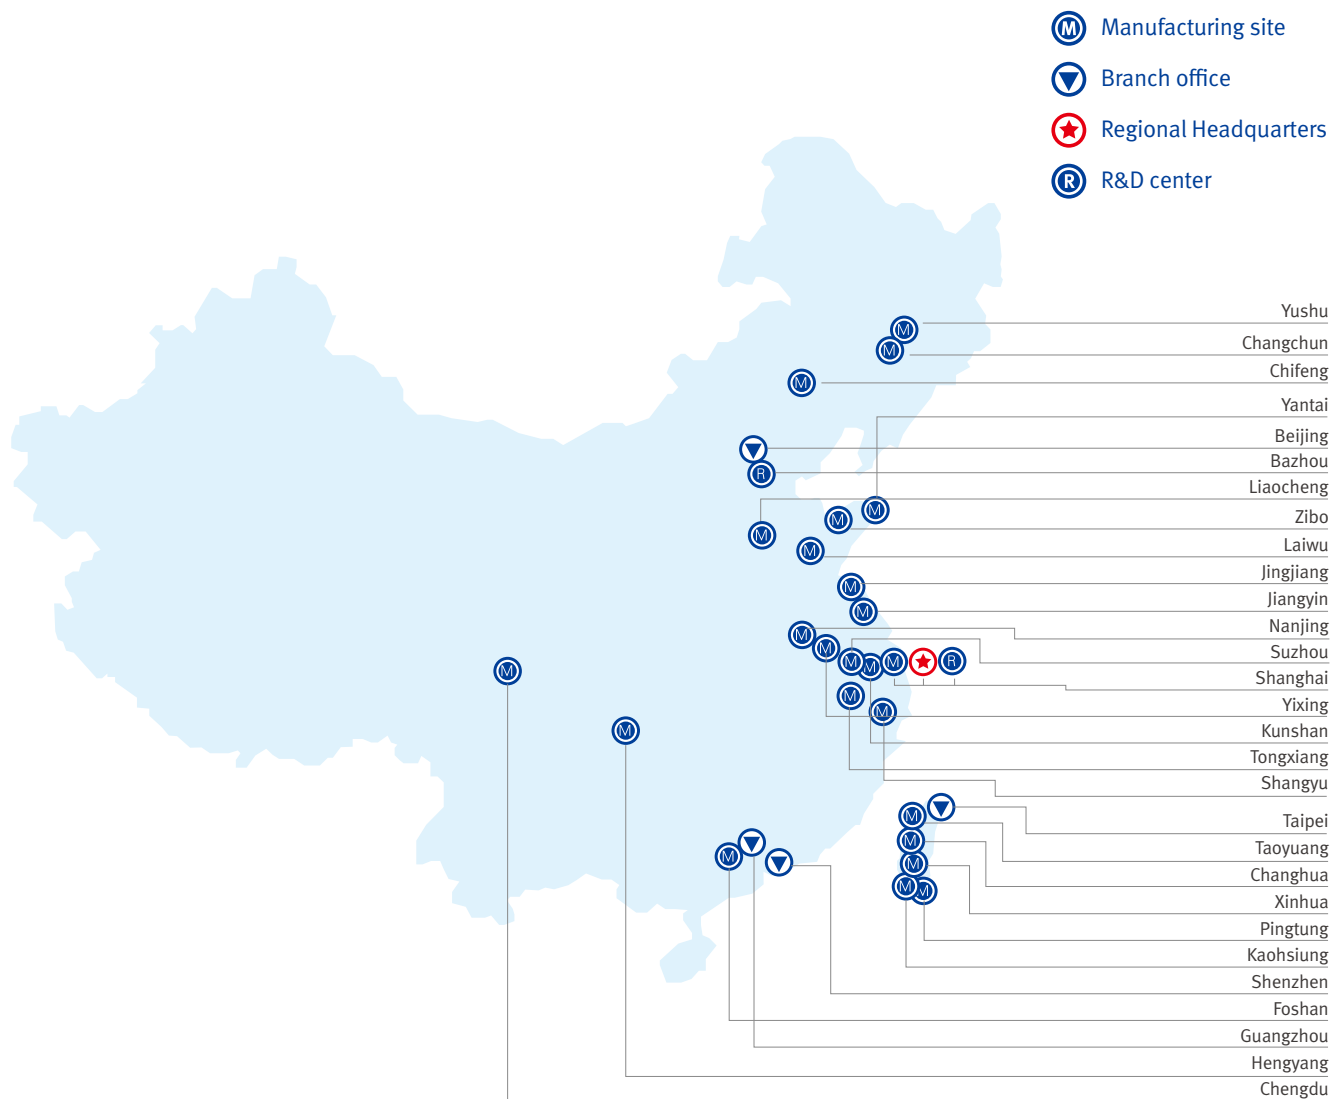 M Manufacturing site
Branch office
Regional Headquarters
R R&D center
Yushu
M
Changchun
M
Chifeng
M
Yantai
Beijing
Bazhou
R
Liaocheng
M
Zibo
M
M
Laiwu
M
Jingjiang
M
Jiangyin
M
Nanjing
M
Suzhou
M
M M M R
Shanghai
M
M
Yixing
M
Kunshan
M
Tongxiang
Shangyu
Taipei
M
Taoyuang
M
M
Changhua
M
M M
Xinhua
Pingtung
Kaohsiung
Shenzhen
Foshan
Guangzhou
Hengyang
Chengdu